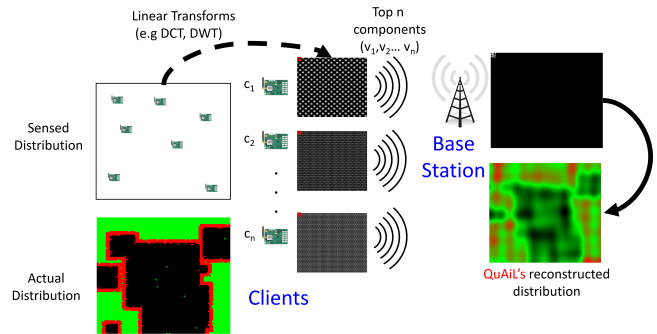 Linear Transforms
(e.g DCT, DWT)
Top n
components
(v1,v2... vn)
Sensed
Distribution
c1
c2
cn
Base
Station
Actual
Distribution
Clients
QuAiL's reconstructed
distribution